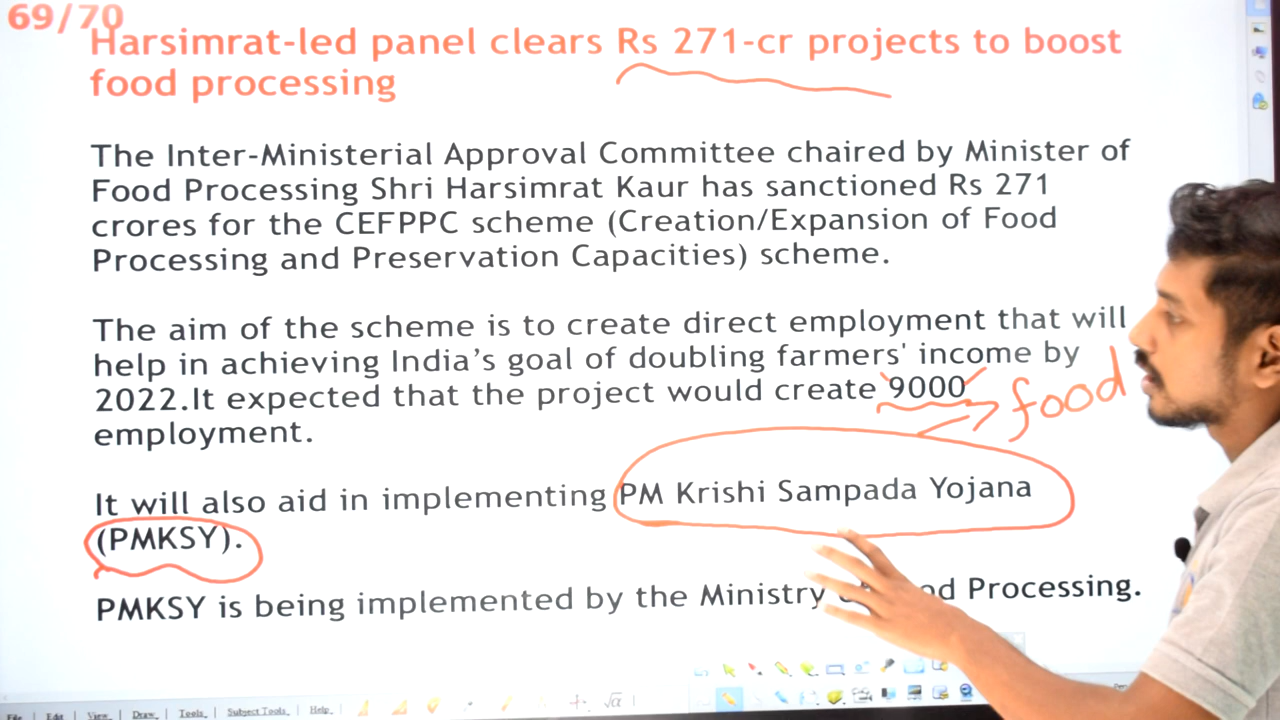 69/70
Harsimrat-led panel clears Rs 271-cr projects to boost
food processing
The Inter-Ministerial Approval Committee chaired by Minister of
Food Processing Shri Harsimrat Kaur has sanctioned Rs 271
crores for the CEFPPC scheme (Creation/Expansion of Food
Processing and Preservation Capacities) scheme.
The aim of the scheme is to create direct employment that will
help in achieving India's goal of doubling farmers' income by
2022.It expected that the project would create 9000
food
employment.
It will also aid in implementing PM Krishi Sampada Yojana
(PMKSY).
PMKSY is being implemented by the Ministry Processing.
File Edit View Draw Tools Subject Tools Help